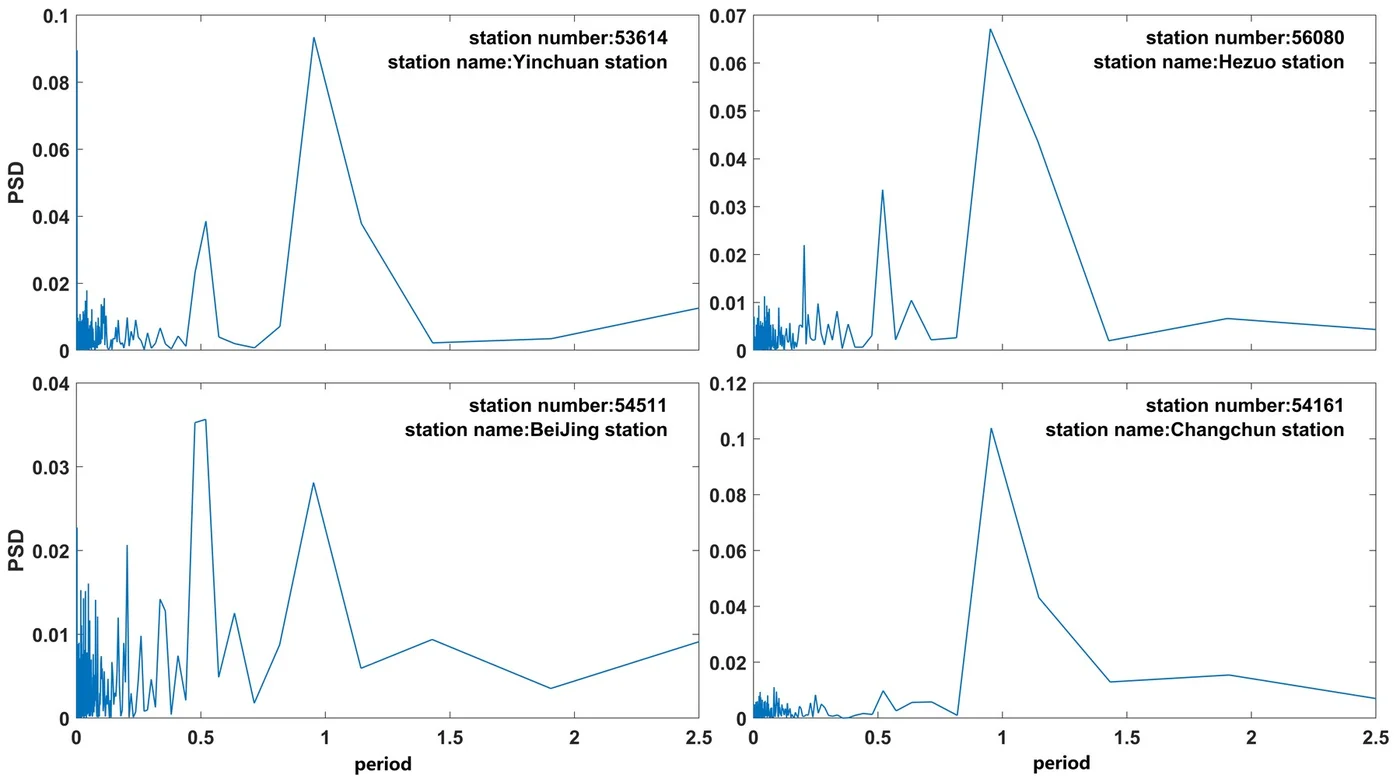 0.1
station number:53614
station name:Yinchuan station
0.08
0.06
PSD
0.04
0.02
0
0 0.5 1 1.5 2 2.5
0.07
station number:56080
station name:Hezuo station
0.06
0.05
0.04
0.03
0.02
0.01
0
0.04
station number:54511
station name:BeiJing station
0.03
PSD
0.02
0.01
0
period
0.12
station number:54161
station name:Changchun station
0.1
0.08
0.06
0.04
0.02
0
0 0.5 1 1.5 2 2.5
period